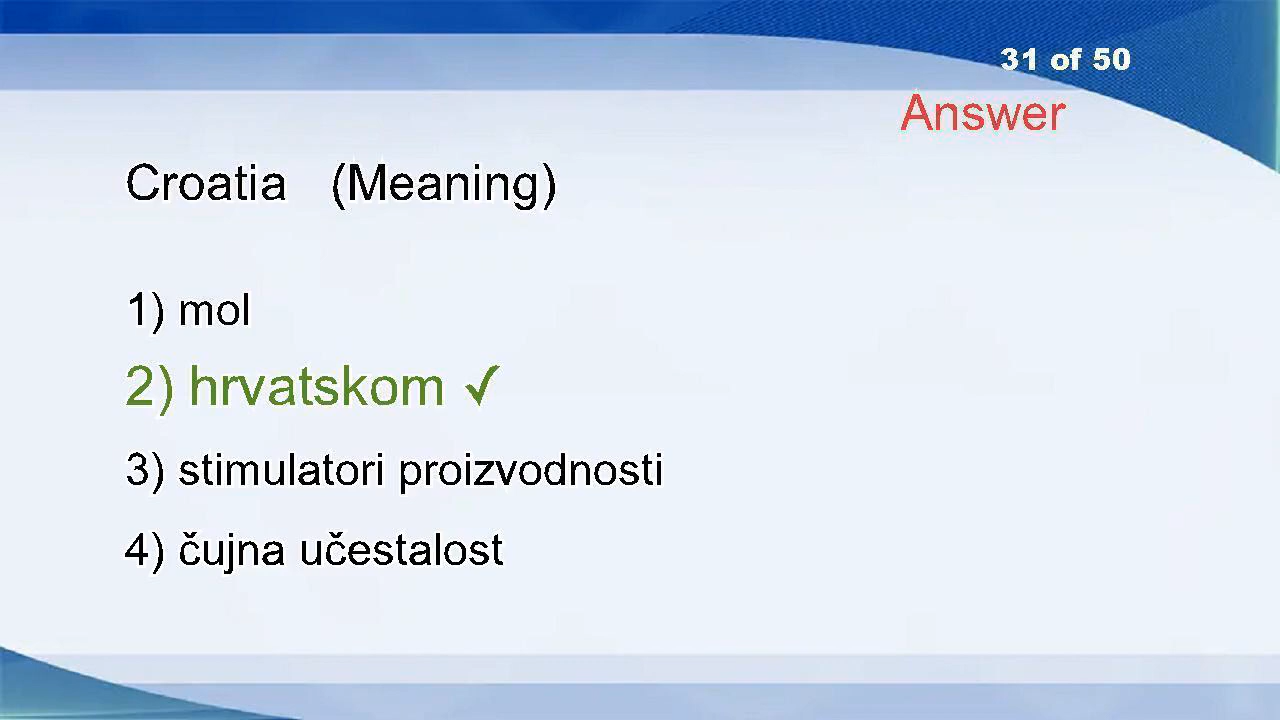 31 of 50
Answer
Croatia (Meaning)
1) mol
2) hrvatskom ✓
3) stimulatori proizvodnosti
4) čujna učestalost